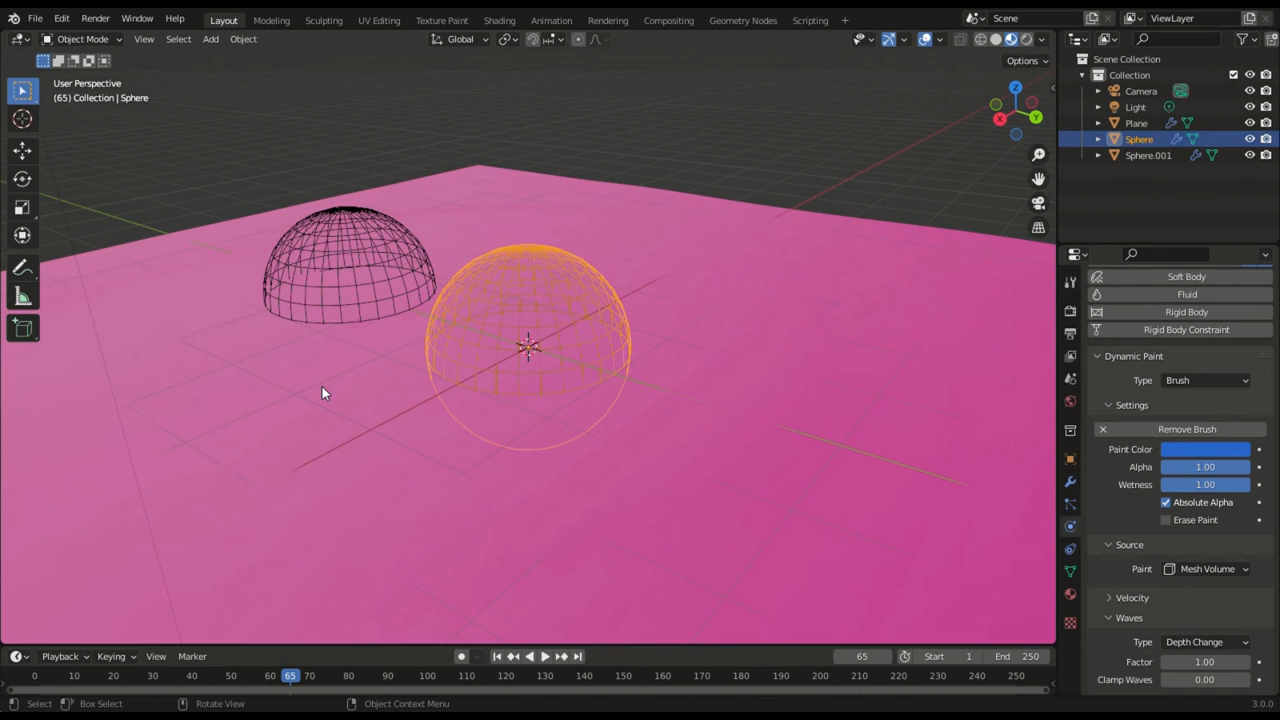 File Edit Render Window Help Layout Modeling Sculpting UV Editing Texture Paint Shading Animation Rendering Compositing Geometry Nodes Scripting + Scene ViewLayer
Object Mode View Select Add Object Global
Options
User Perspective
(65) Collection | Sphere
Z
X
Y
Scene Collection
Collection
Camera
Light
Plane
Sphere
Sphere.001
Soft Body
Fluid
Rigid Body
Rigid Body Constraint
Dynamic Paint
Type Brush
Settings
Remove Brush
Paint Color
Alpha 1.00
Wetness 1.00
Absolute Alpha
Erase Paint
Source
Paint Mesh Volume
Velocity
Waves
Type Depth Change
Factor 1.00
Clamp Waves 0.00
Playback Keying View Marker 65 Start 1 End 250
0 10 20 30 40 50 60 65 70 80 90 100 110 120 130 140 150 160 170 180 190 200 210 220 230 240 250
Select Box Select Rotate View Object Context Menu 3.0.0